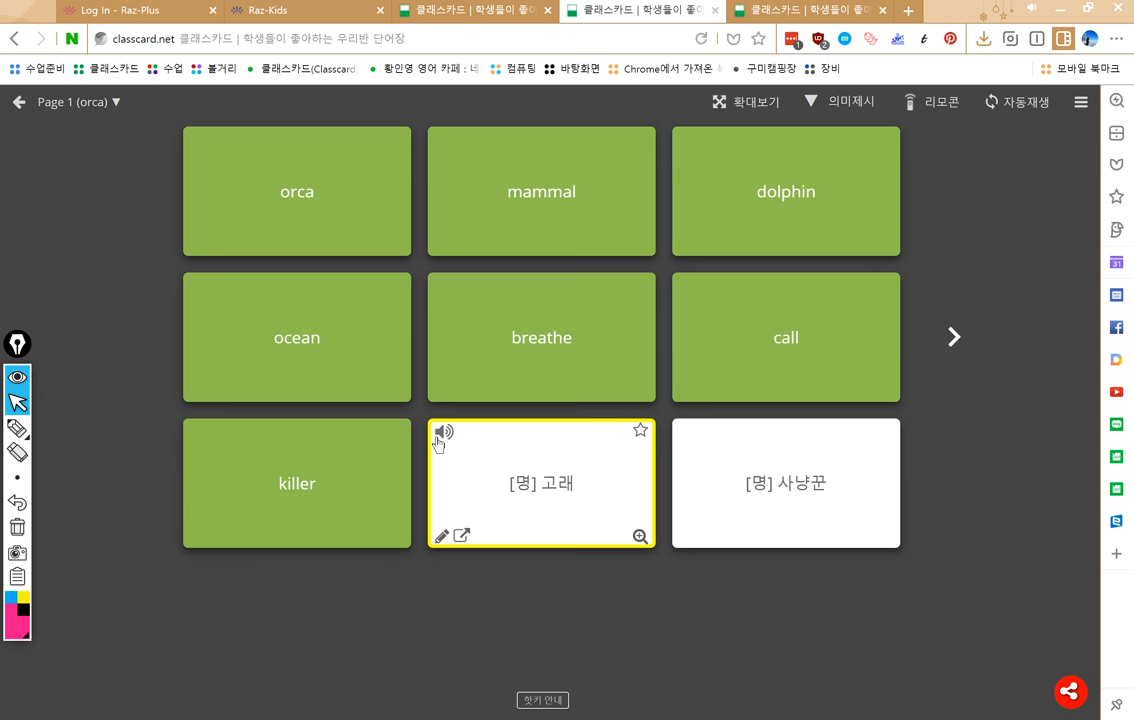 Log In - Raz-Plus
Raz-Kids
클래스카드 | 학생들이 좋아
클래스카드 | 학생들이 좋아
클래스카드 | 학생들이 좋아
N
classcard.net 클래스카드 | 학생들이 좋아하는 우리반 단어장
수업준비
클래스카드
수업
볼거리
클래스카드(Classcard
황인영 영어 카페 : 네
컴퓨팅
바탕화면
Chrome에서 가져온
구미캠핑장
장비
모바일 북마크
Page 1 (orca) ▼
확대보기
의미제시
리모콘
자동재생
orca
mammal
dolphin
ocean
breathe
call
killer
[명] 고래
[명] 사냥꾼
핫키 안내